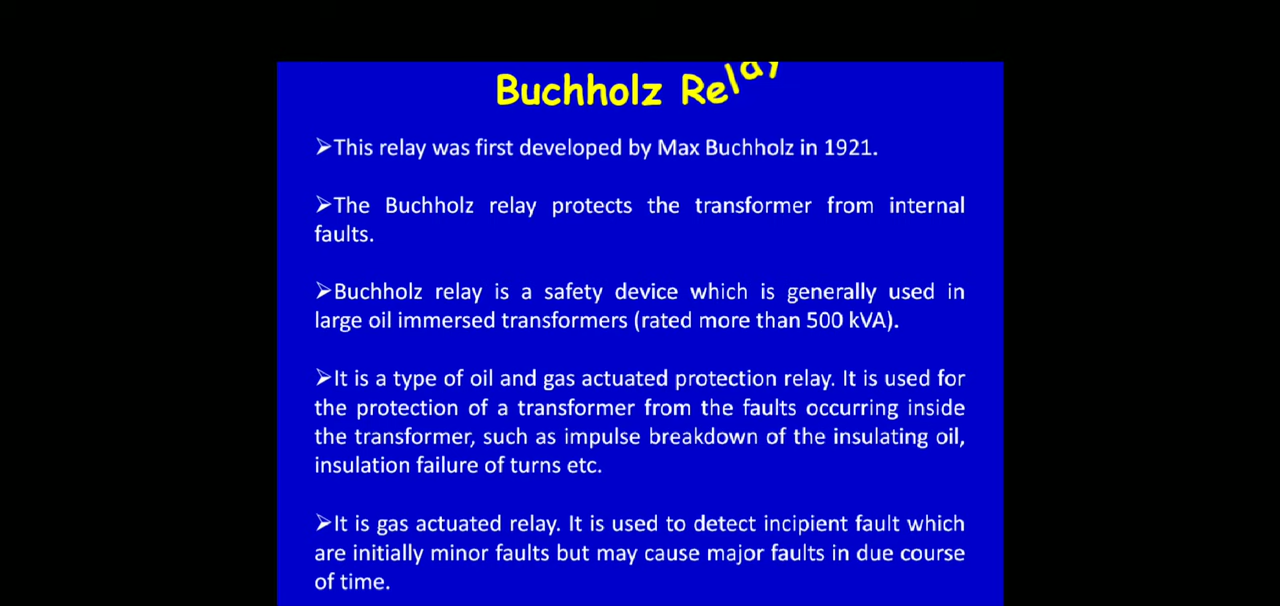 Buchholz Relay
➢This relay was first developed by Max Buchholz in 1921.
➢The Buchholz relay protects the transformer from internal
faults.
➢Buchholz relay is a safety device which is generally used in
large oil immersed transformers (rated more than 500 kVA).
➢It is a type of oil and gas actuated protection relay. It is used for
the protection of a transformer from the faults occurring inside
the transformer, such as impulse breakdown of the insulating oil,
insulation failure of turns etc.
➢It is gas actuated relay. It is used to detect incipient fault which
are initially minor faults but may cause major faults in due course
of time.